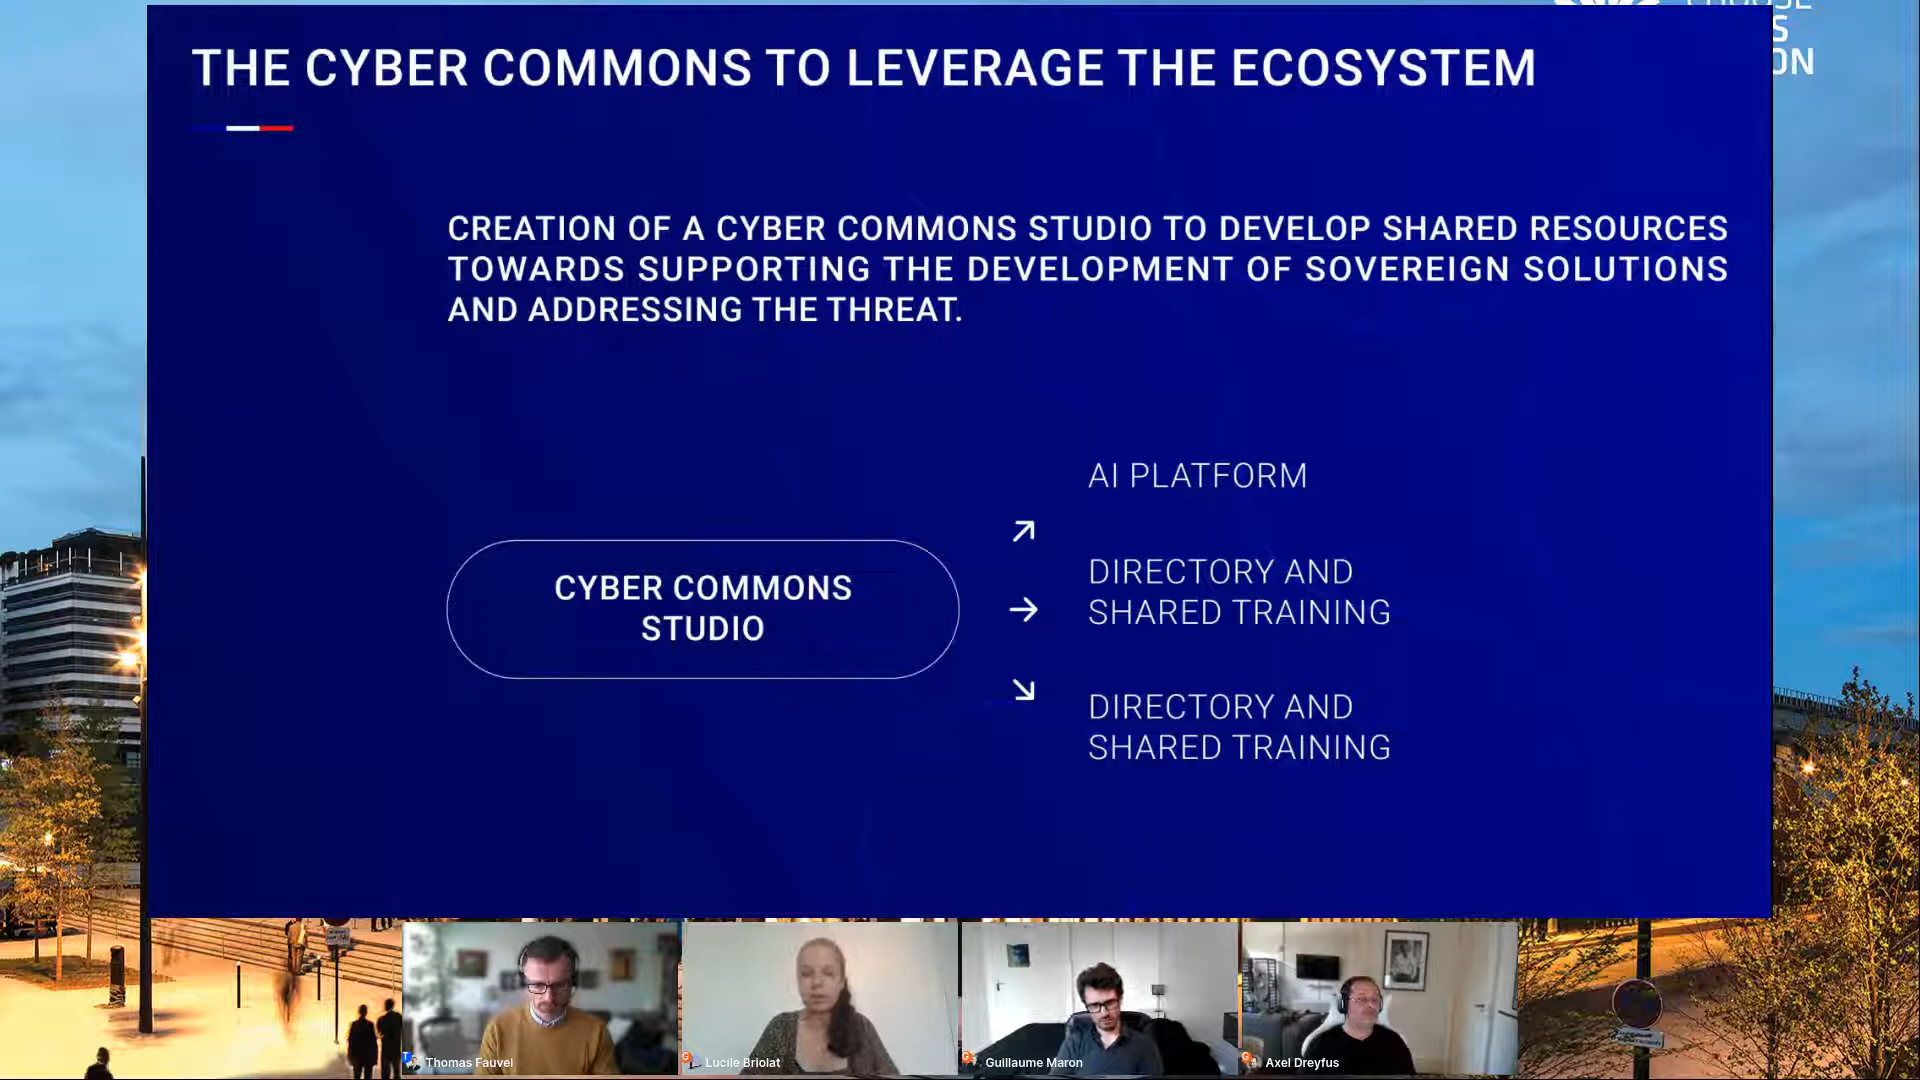 THE CYBER COMMONS TO LEVERAGE THE ECOSYSTEM
CREATION OF A CYBER COMMONS STUDIO TO DEVELOP SHARED RESOURCES
TOWARDS SUPPORTING THE DEVELOPMENT OF SOVEREIGN SOLUTIONS
AND ADDRESSING THE THREAT.
AI PLATFORM
CYBER COMMONS
STUDIO
DIRECTORY AND
SHARED TRAINING
DIRECTORY AND
SHARED TRAINING
Thomas Fauvel
Lucile Briolat
Guillaume Maron
Axel Dreyfus